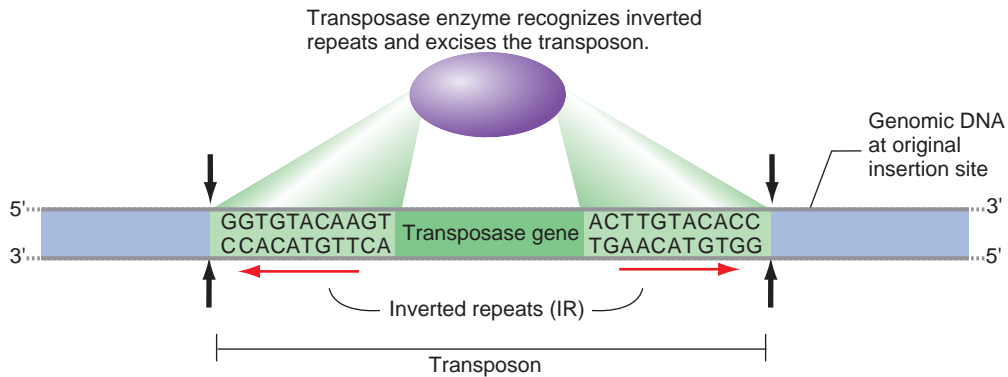 Transposase enzyme recognizes inverted
repeats and excises the transposon.
Genomic DNA
at original
insertion site
5' 3'
GGTGTACAAGT Transposase gene ACTTGTACACC
CCACATGTTCA TGAACATGTGG
3' 5'
Inverted repeats (IR)
Transposon